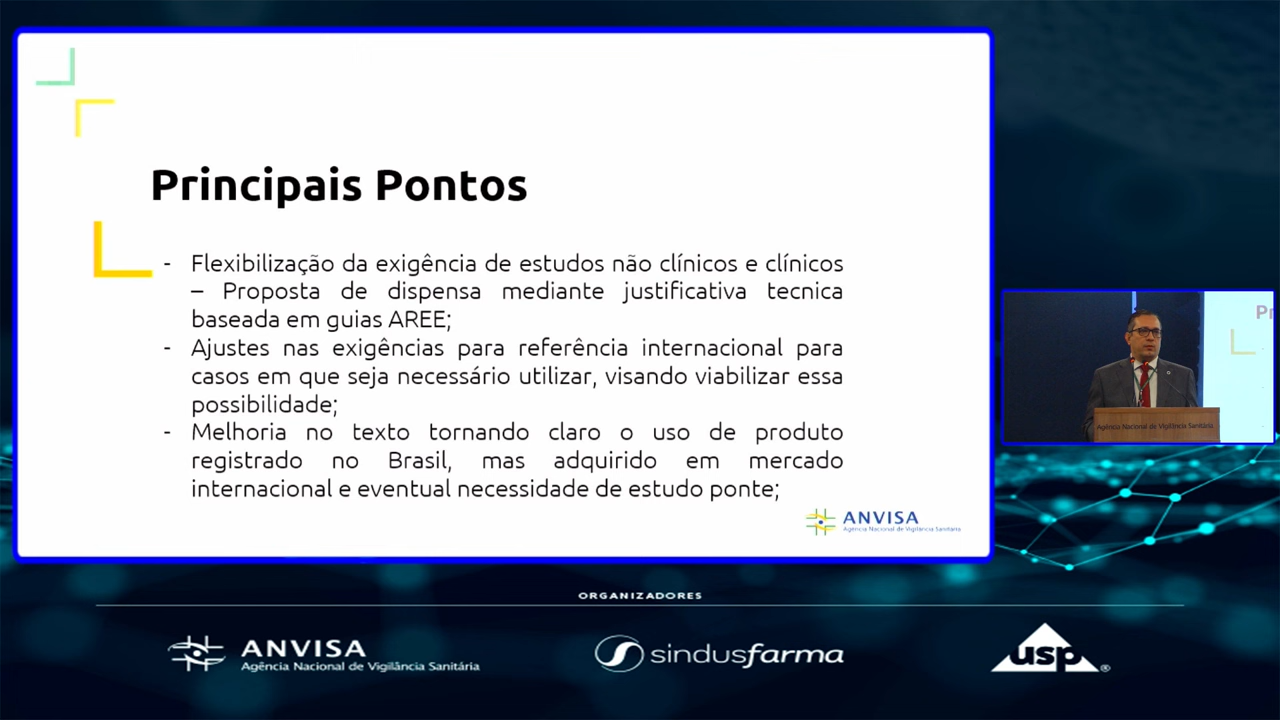 Principais Pontos
- Flexibilização da exigência de estudos não clínicos e clínicos
– Proposta de dispensa mediante justificativa tecnica
baseada em guias AREE;
- Ajustes nas exigências para referência internacional para
casos em que seja necessário utilizar, visando viabilizar essa
possibilidade;
- Melhoria no texto tornando claro o uso de produto
registrado no Brasil, mas adquirido em mercado
internacional e eventual necessidade de estudo ponte;
ANVISA
Agência Nacional de Vigilância Sanitária
Pr
Agência Nacional de Vigilância Sanitária
ORGANIZADORES
ANVISA
Agência Nacional de Vigilância Sanitária
sindusfarma
usp®